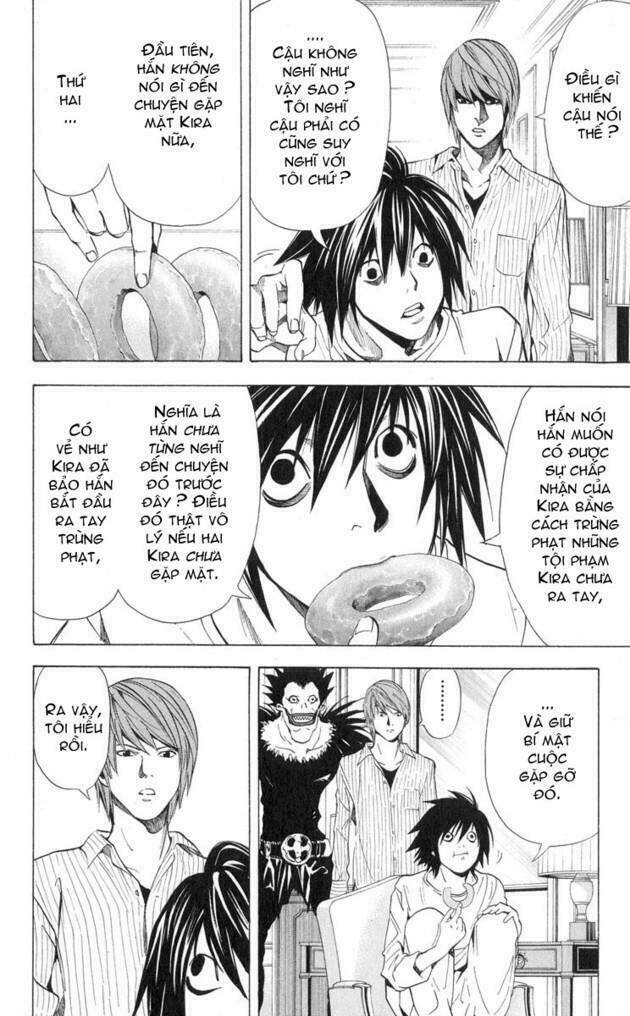 ĐIỀU GÌ
KHIẾN
CẬU NÓI
THẾ ?
....
CẬU KHÔNG
NGHĨ NHƯ
VẬY SAO ?
TÔI NGHĨ
CẬU PHẢI CÓ
CÙNG SUY
NGHĨ VỚI
TÔI CHỨ ?
ĐẦU TIÊN,
HẮN KHÔNG
NÓI GÌ ĐẾN
CHUYỆN GẶP
MẶT KIRA
NỮA,
THỨ
HAI
...
HẮN NÓI
HẮN MUỐN
CÓ ĐƯỢC
SỰ CHẤP
NHẬN CỦA
KIRA BẰNG
CÁCH TRỪNG
PHẠT NHỮNG
TỘI PHẠM
KIRA CHƯA
RA TAY,
NGHĨA LÀ
HẮN CHƯA
TỪNG NGHĨ
ĐẾN CHUYỆN
ĐÓ TRƯỚC
ĐÂY ? ĐIỀU
ĐÓ THẬT VÔ
LÝ NẾU HAI
KIRA CHƯA
GẶP MẶT.
CÓ
VẺ NHƯ
KIRA ĐÃ
BẢO HẮN
BẮT ĐẦU
RA TAY
TRỪNG
PHẠT,
...
VÀ GIỮ
BÍ MẬT
CUỘC
GẶP GỠ
ĐÓ.
......
RA VẬY,
TÔI HIỂU
RỒI.